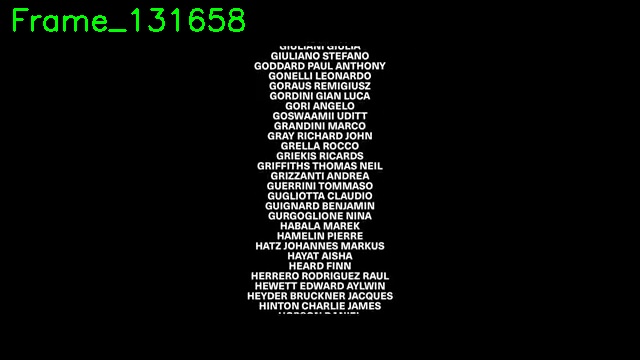 Frame_131658
GIULIANI GIULIA
GIULIANO STEFANO
GODDARD PAUL ANTHONY
GONELLI LEONARDO
GORAUS REMIGIUSZ
GORDINI GIAN LUCA
GORI ANGELO
GOSWAAMII UDITT
GRANDINI MARCO
GRAY RICHARD JOHN
GRELLA ROCCO
GRIEKIS RICARDS
GRIFFITHS THOMAS NEIL
GRIZZANTI ANDREA
GUERRINI TOMMASO
GUGLIOTTA CLAUDIO
GUIGNARD BENJAMIN
GURGOGLIONE NINA
HABALA MAREK
HAMELIN PIERRE
HATZ JOHANNES MARKUS
HAYAT AISHA
HEARD FINN
HERRERO RODRIGUEZ RAUL
HEWETT EDWARD AYLWIN
HEYDER BRUCKNER JACQUES
HINTON CHARLIE JAMES